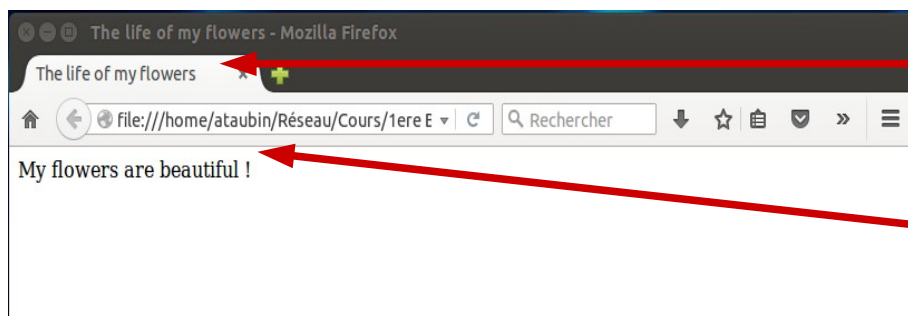 The life of my flowers - Mozilla Firefox
The life of my flowers
file:///home/ataubin/Réseau/Cours/1ere E
Rechercher
My flowers are beautiful !